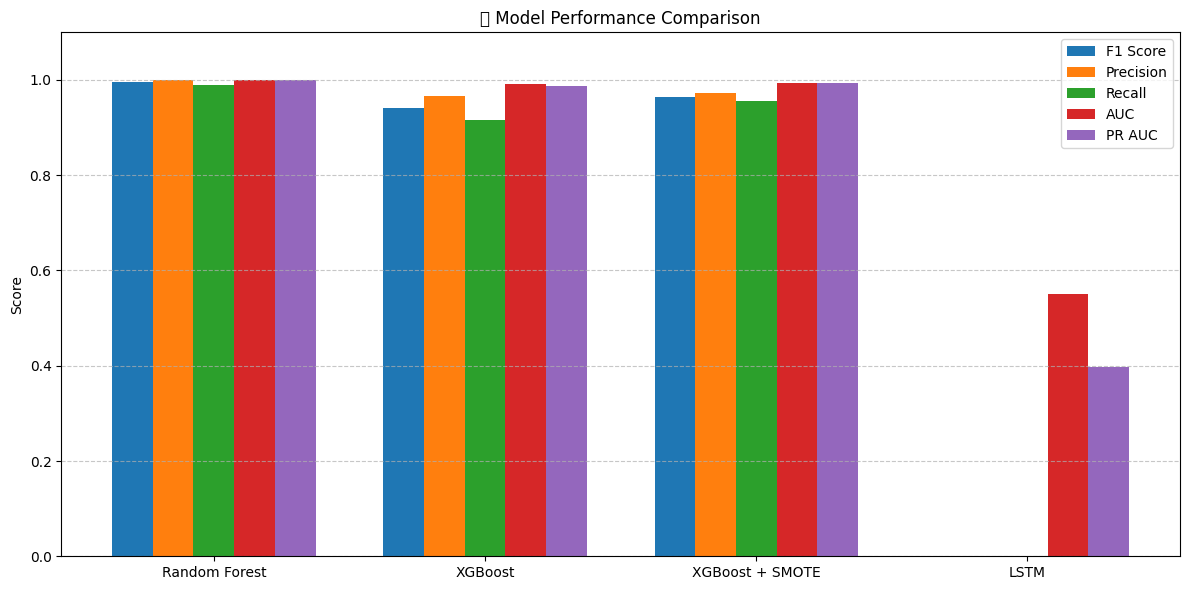 Model Performance Comparison
F1 Score
Precision
Recall
AUC
PR AUC
Score
1.0
0.8
0.6
0.4
0.2
0.0
Random Forest
XGBoost
XGBoost + SMOTE
LSTM